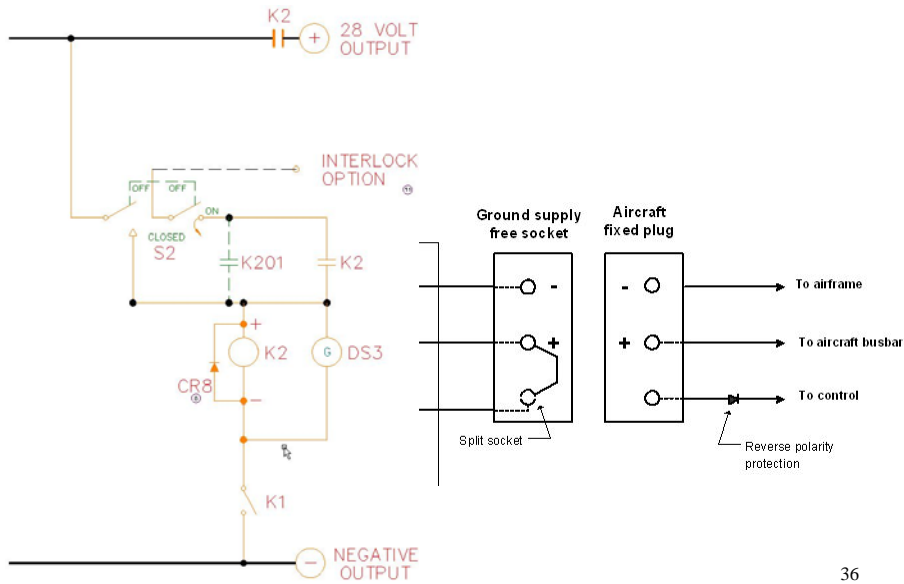 K2
28 VOLT
OUTPUT
+
INTERLOCK
OPTION
OFF
OFF
ON
CLOSED
S2
K201
K2
+
K2
G
DS3
CR8
−
K1
NEGATIVE
OUTPUT
−
Ground supply
free socket
Aircraft
fixed plug
-
-
To airframe
+
+
To aircraft busbar
To control
Split socket
Reverse polarity
protection
36